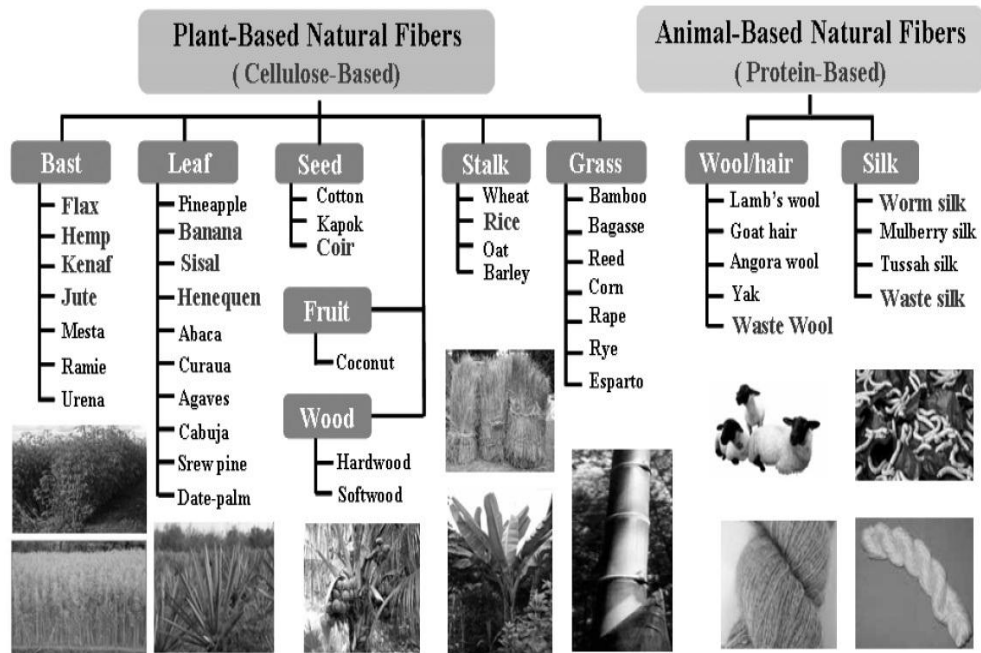 Plant-Based Natural Fibers
( Cellulose-Based)
Animal-Based Natural Fibers
( Protein-Based)
Bast
Flax
Hemp
Kenaf
Jute
Mesta
Ramie
Urena
Leaf
Pineapple
Banana
Sisal
Henequen
Abaca
Curaua
Agaves
Cabuja
Srew pine
Date-palm
Seed
Cotton
Kapok
Coir
Fruit
Coconut
Wood
Hardwood
Softwood
Stalk
Wheat
Rice
Oat
Barley
Grass
Bamboo
Bagasse
Reed
Corn
Rape
Rye
Esparto
Wool/hair
Lamb's wool
Goat hair
Angora wool
Yak
Waste Wool
Silk
Worm silk
Mulberry silk
Tussah silk
Waste silk